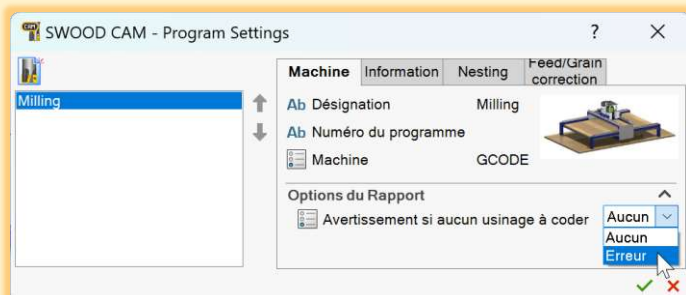 SWOOD CAM - Program Settings
Milling
Machine Information Nesting Feed/Grain correction
Ab Désignation Milling
Ab Numéro du programme
Machine GCODE
Options du Rapport
Avertissement si aucun usinage à coder Aucun
Aucun
Erreur